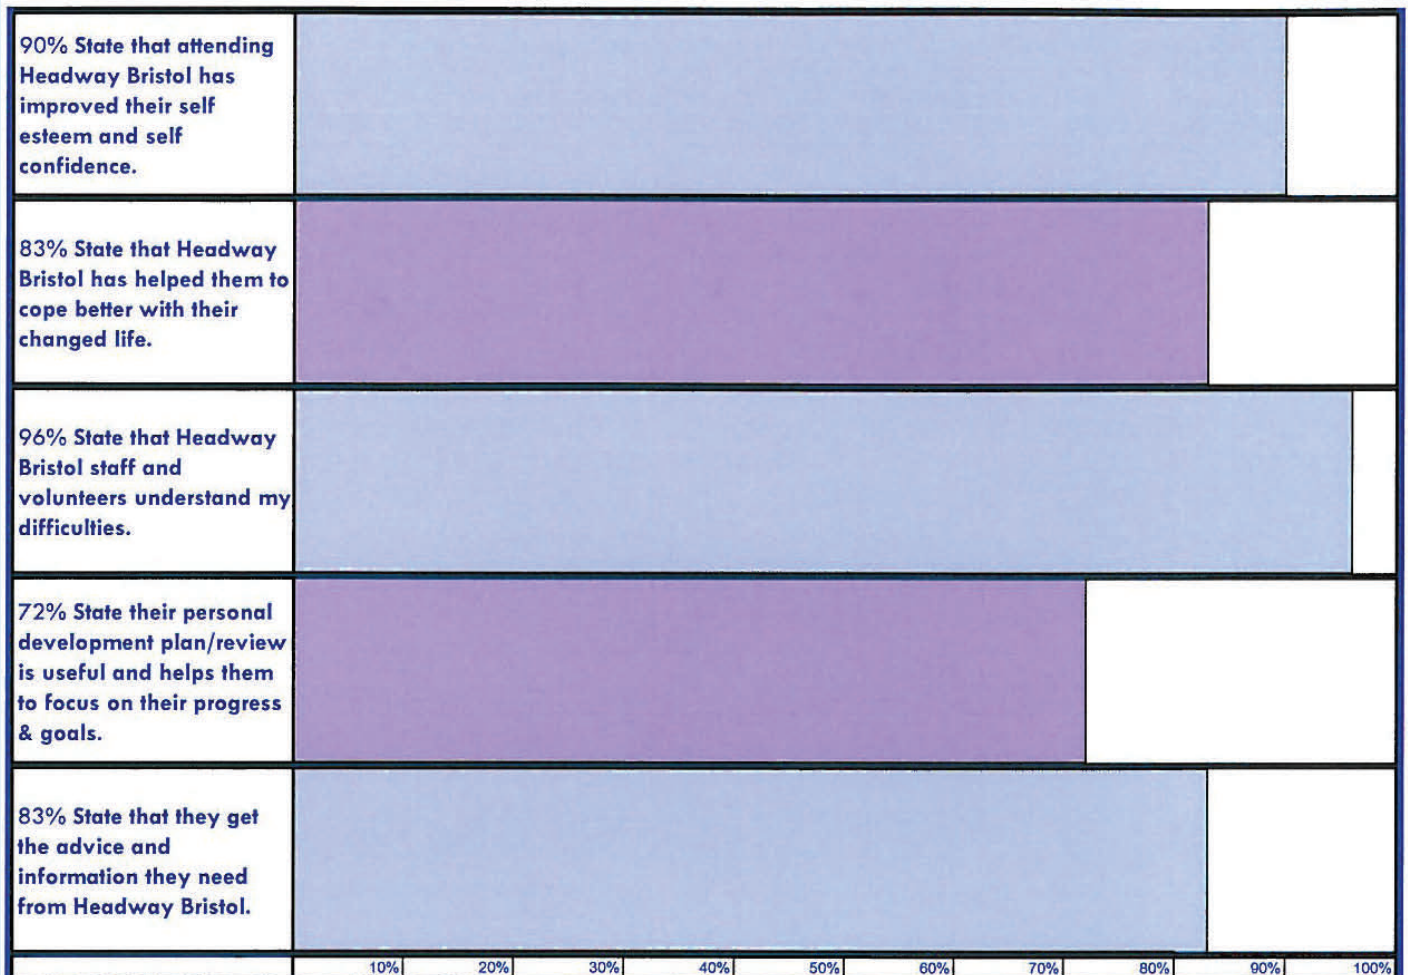 90% State that attending
Headway Bristol has
improved their self
esteem and self
confidence.
83% State that Headway
Bristol has helped them to
cope better with their
changed life.
96% State that Headway
Bristol staff and
volunteers understand my
difficulties.
72% State their personal
development plan/review
is useful and helps them
to focus on their progress
& goals.
83% State that they get
the advice and
information they need
from Headway Bristol.
10% 20% 30% 40% 50% 60% 70% 80% 90% 100%